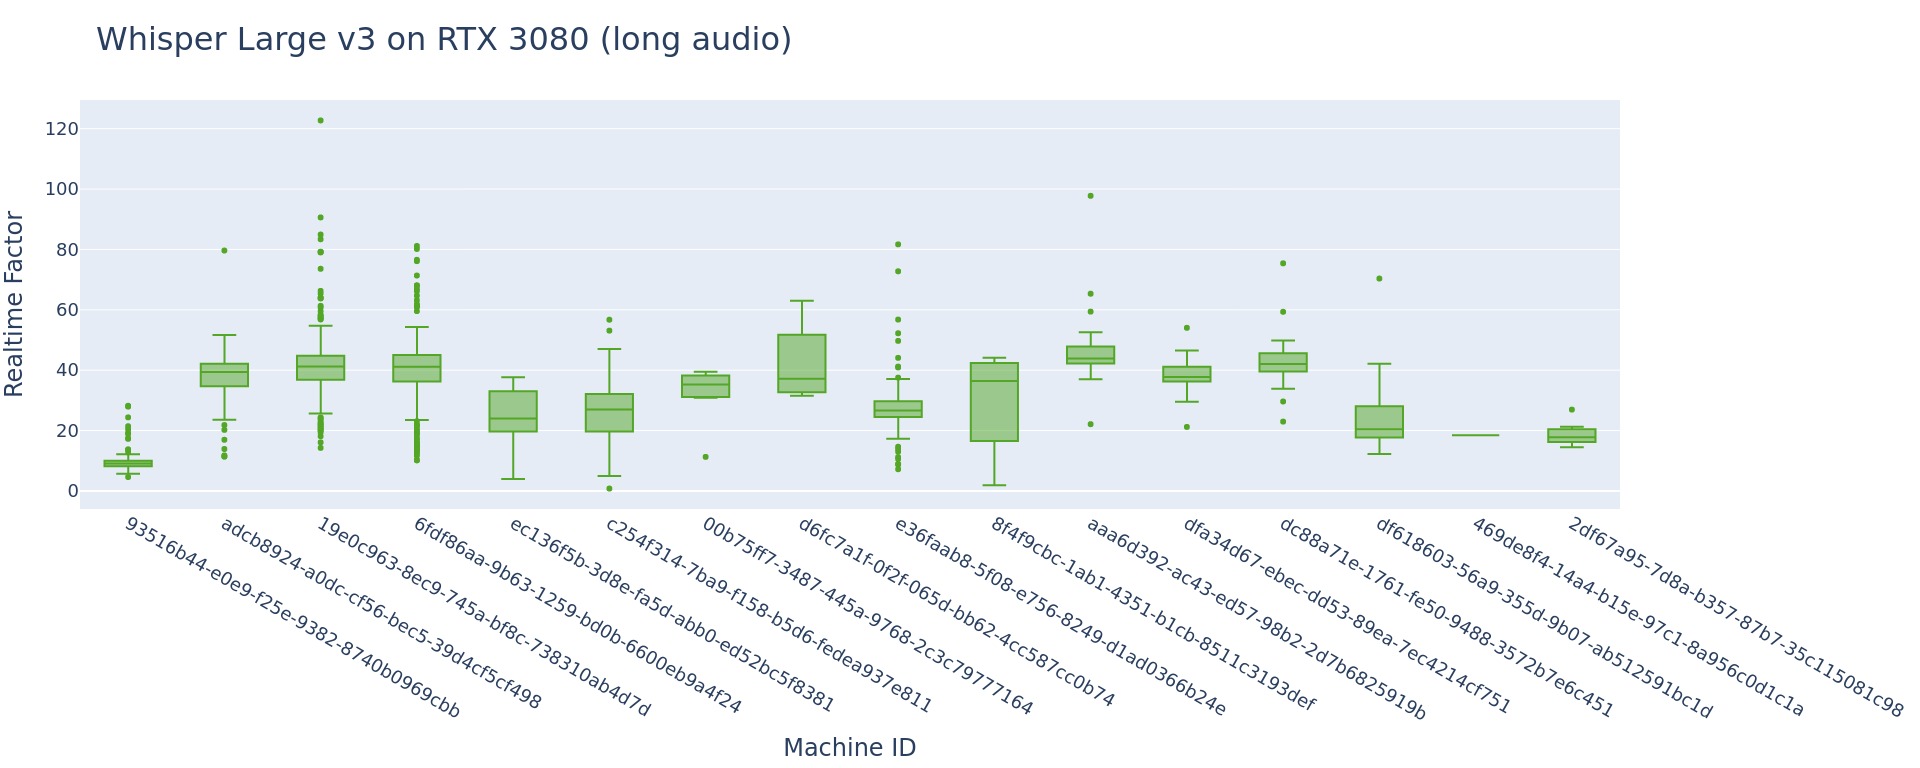 Whisper Large v3 on RTX 3080 (long audio)
Realtime Factor
120
100
80
60
40
20
0
93516b44-e0e9-f25e-9382-8740b0969cbb
adcb8924-a0dc-cf56-bec5-39d4cf5cf498
19e0c963-8ec9-745a-bf8c-738310ab4d7d
6fdf86aa-9b63-1259-bd0b-6600eb9a4f24
ec136f5b-3d8e-fa5d-abb0-ed52bc5f8381
c254f314-7ba9-f158-b5d6-fedea937e811
00b75ff7-3487-445a-9768-2c3c79777164
d6fc7a1f-0f2f-065d-bb62-4cc587cc0b74
e36faab8-5f08-e756-8249-d1ad0366b24e
8f4f9cbc-1ab1-4351-b1cb-8511c3193def
aaa6d392-ac43-ed57-98b2-2d7b6825919b
dfa34d67-ebec-dd53-89ea-7ec4214cf751
dc88a71e-1761-fe50-9488-3572b7e6c451
df618603-56a9-355d-9b07-ab512591bc1d
469de8f4-14a4-b15e-97c1-8a956c0d1c1a
2df67a95-7d8a-b357-87b7-35c115081c98
Machine ID